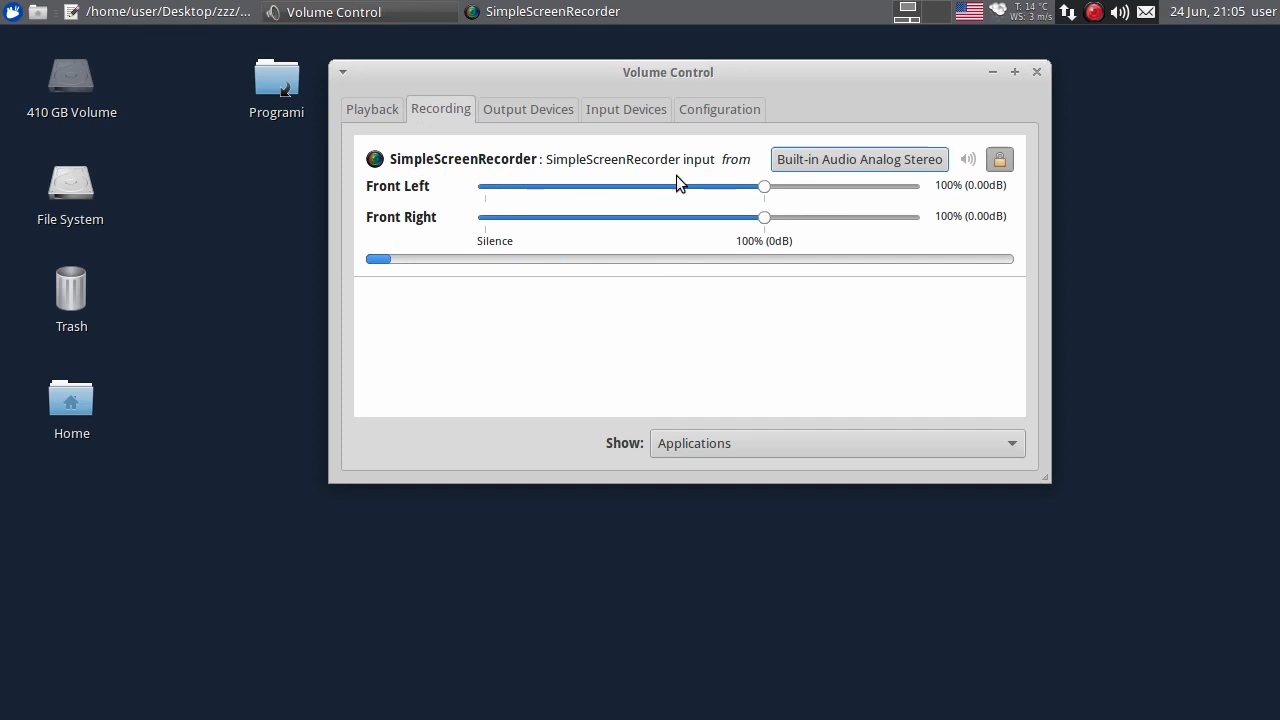 /home/user/Desktop/zzz/... Volume Control SimpleScreenRecorder T: 14 °C WS: 3 m/s 24 Jun, 21:05 user
410 GB Volume
File System
Trash
Home
Programi
Volume Control
Playback Recording Output Devices Input Devices Configuration
SimpleScreenRecorder : SimpleScreenRecorder input from Built-in Audio Analog Stereo
Front Left 100% (0.00dB)
Front Right 100% (0.00dB)
Silence 100% (0dB)
Show: Applications